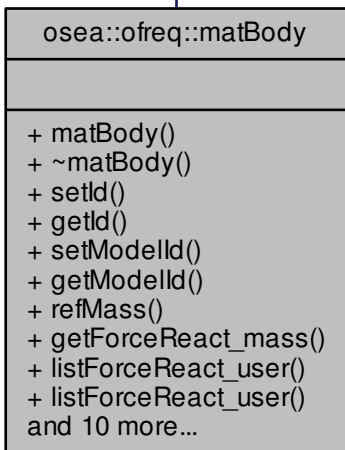 osea::ofreq::matBody
+ matBody()
+ ~matBody()
+ setId()
+ getId()
+ setModelId()
+ getModelId()
+ refMass()
+ getForceReact_mass()
+ listForceReact_user()
+ listForceReact_user()
and 10 more...